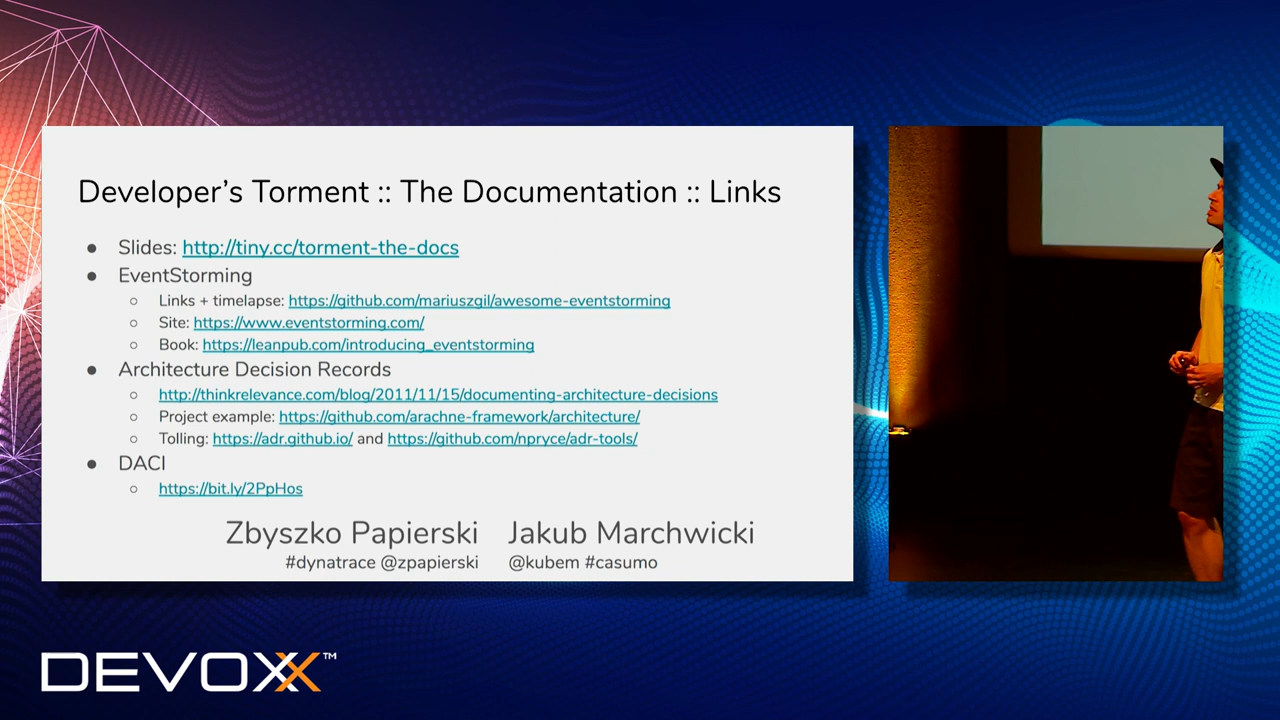 Developer's Torment :: The Documentation :: Links
● Slides: http://tiny.cc/torment-the-docs
● EventStorming
○ Links + timelapse: https://github.com/mariuszgil/awesome-eventstorming
○ Site: https://www.eventstorming.com/
○ Book: https://leanpub.com/introducing_eventstorming
● Architecture Decision Records
○ http://thinkrelevance.com/blog/2011/11/15/documenting-architecture-decisions
○ Project example: https://github.com/arachne-framework/architecture/
○ Tolling: https://adr.github.io/ and https://github.com/npryce/adr-tools/
● DACI
○ https://bit.ly/2PpHos
Zbyszko Papierski Jakub Marchwicki
#dynatrace @zpapierski @kubem #casumo
DEVOXX™